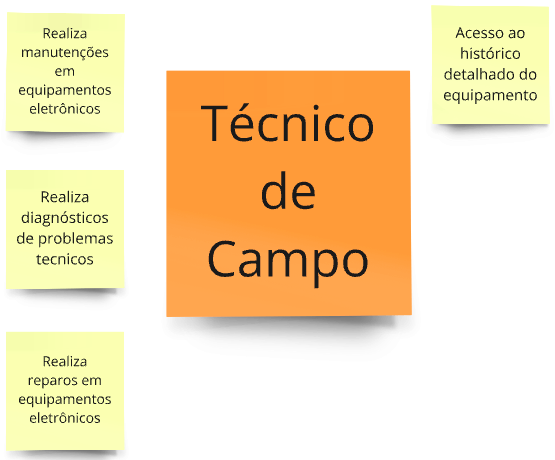 Realiza
manutenções
em
equipamentos
eletrônicos
Realiza
diagnósticos
de problemas
tecnicos
Realiza
reparos em
equipamentos
eletrônicos
Técnico
de
Campo
Acesso ao
histórico
detalhado do
equipamento